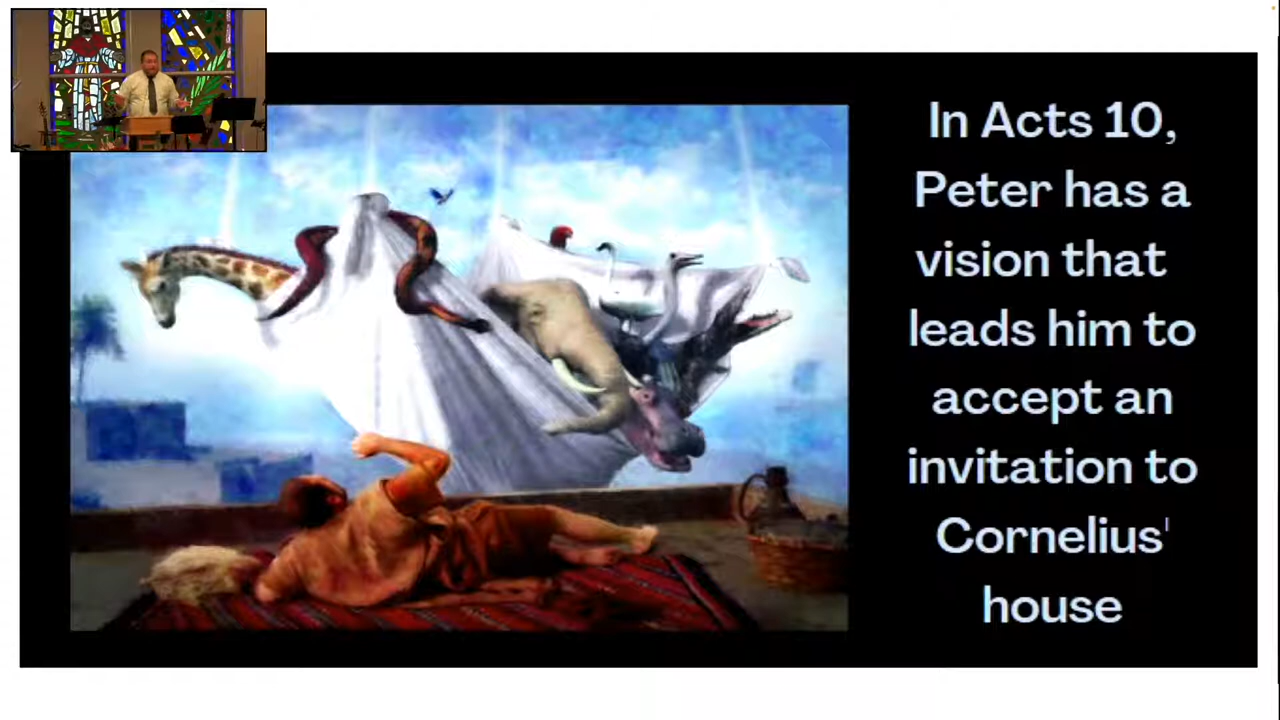 In Acts 10,
Peter has a
vision that
leads him to
accept an
invitation to
Cornelius'
house